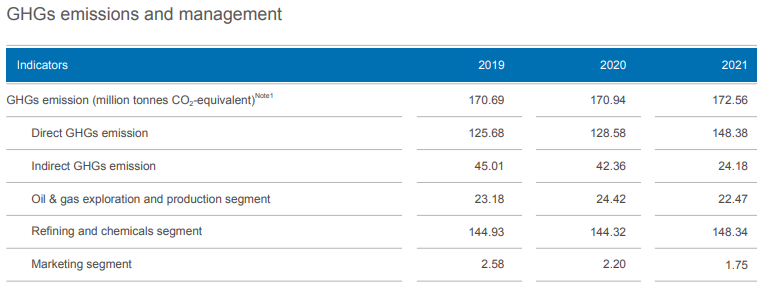 GHGs emissions and management
Indicators 2019 2020 2021
GHGs emission (million tonnes CO₂-equivalent)Note1 170.69 170.94 172.56
Direct GHGs emission 125.68 128.58 148.38
Indirect GHGs emission 45.01 42.36 24.18
Oil & gas exploration and production segment 23.18 24.42 22.47
Refining and chemicals segment 144.93 144.32 148.34
Marketing segment 2.58 2.20 1.75